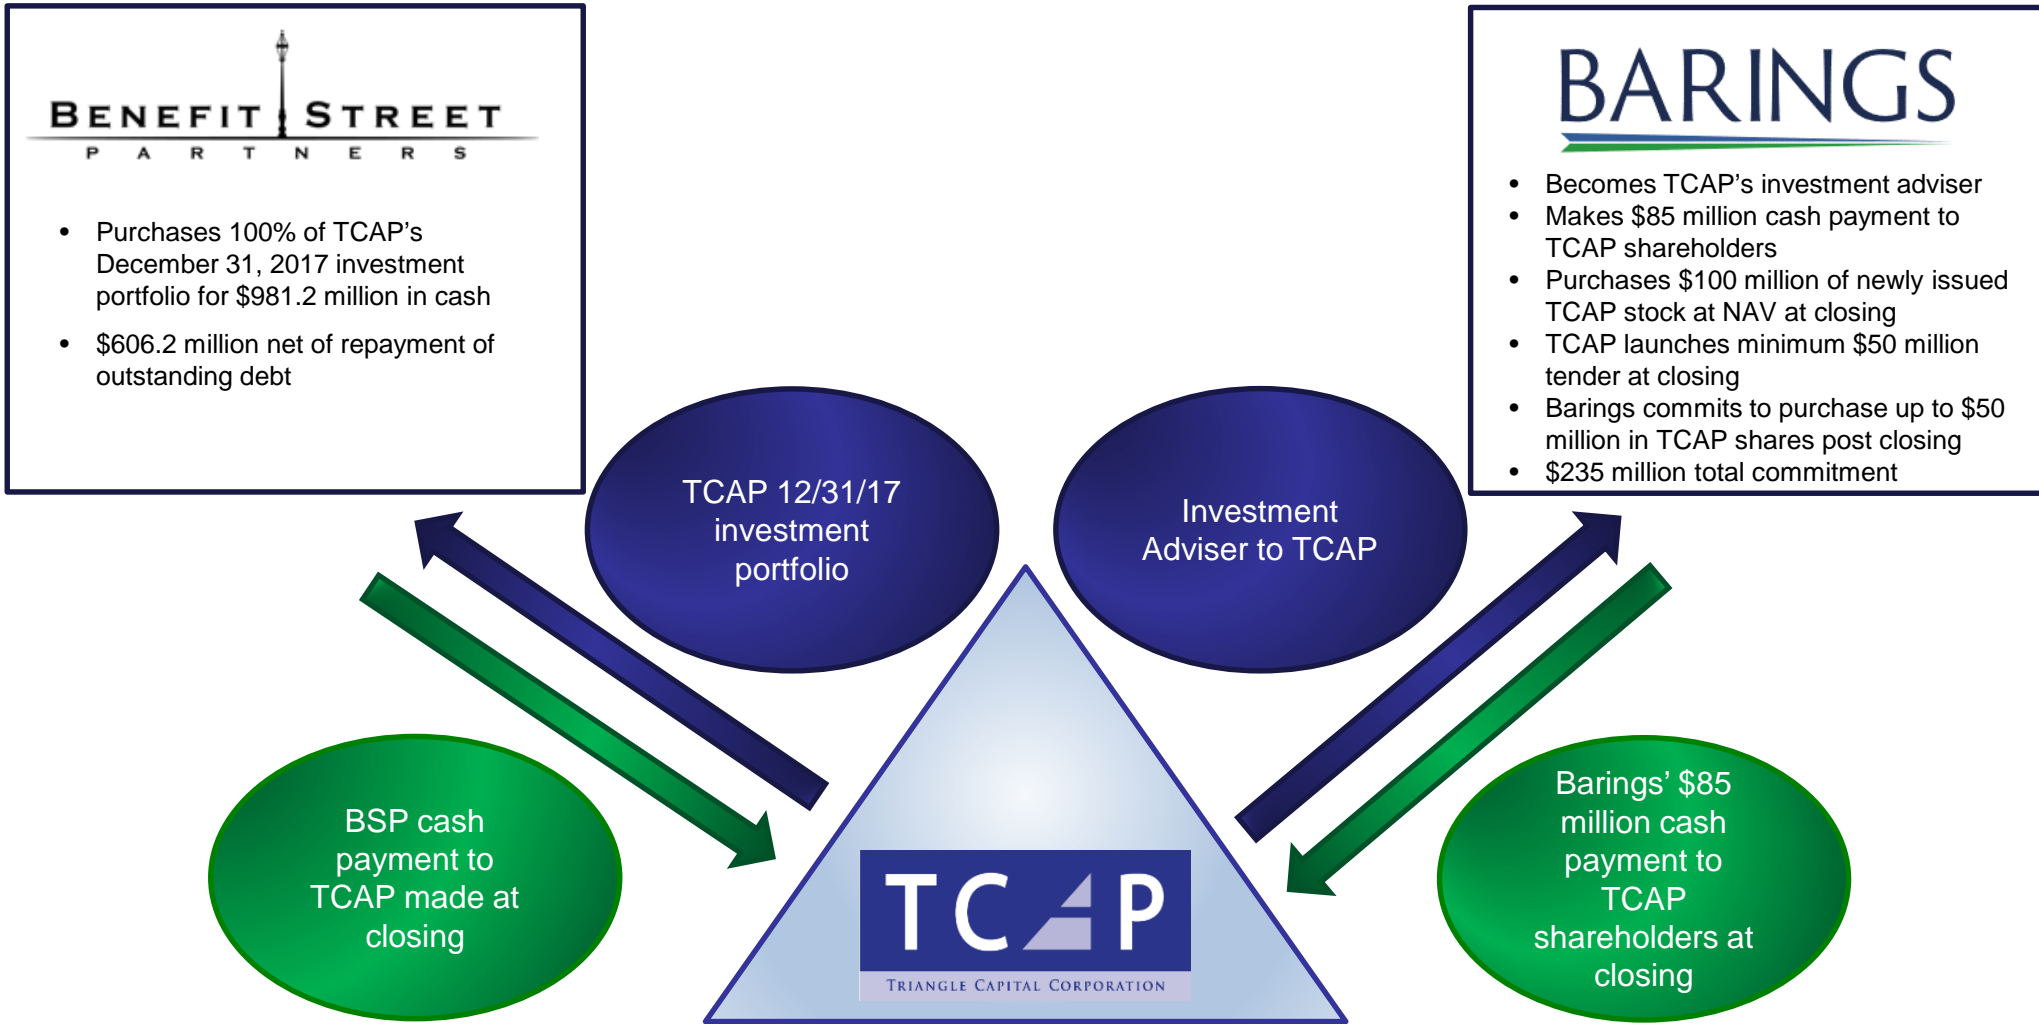 BENEFIT STREET
PARTNERS
• Purchases 100% of TCAP’s
December 31, 2017 investment
portfolio for $981.2 million in cash
• $606.2 million net of repayment of
outstanding debt
BARINGS
• Becomes TCAP’s investment adviser
• Makes $85 million cash payment to
TCAP shareholders
• Purchases $100 million of newly issued
TCAP stock at NAV at closing
• TCAP launches minimum $50 million
tender at closing
• Barings commits to purchase up to $50
million in TCAP shares post closing
• $235 million total commitment
TCAP 12/31/17
investment
portfolio
Investment
Adviser to TCAP
BSP cash
payment to
TCAP made at
closing
Barings’ $85
million cash
payment to
TCAP
shareholders at
closing
TCAP
TRIANGLE CAPITAL CORPORATION